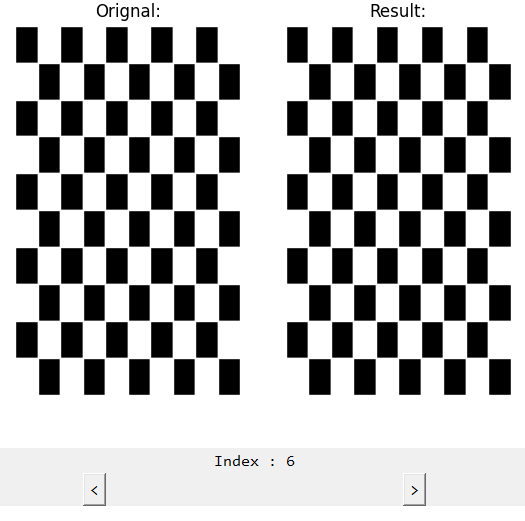 Orignal: Result:
Index : 6
< >